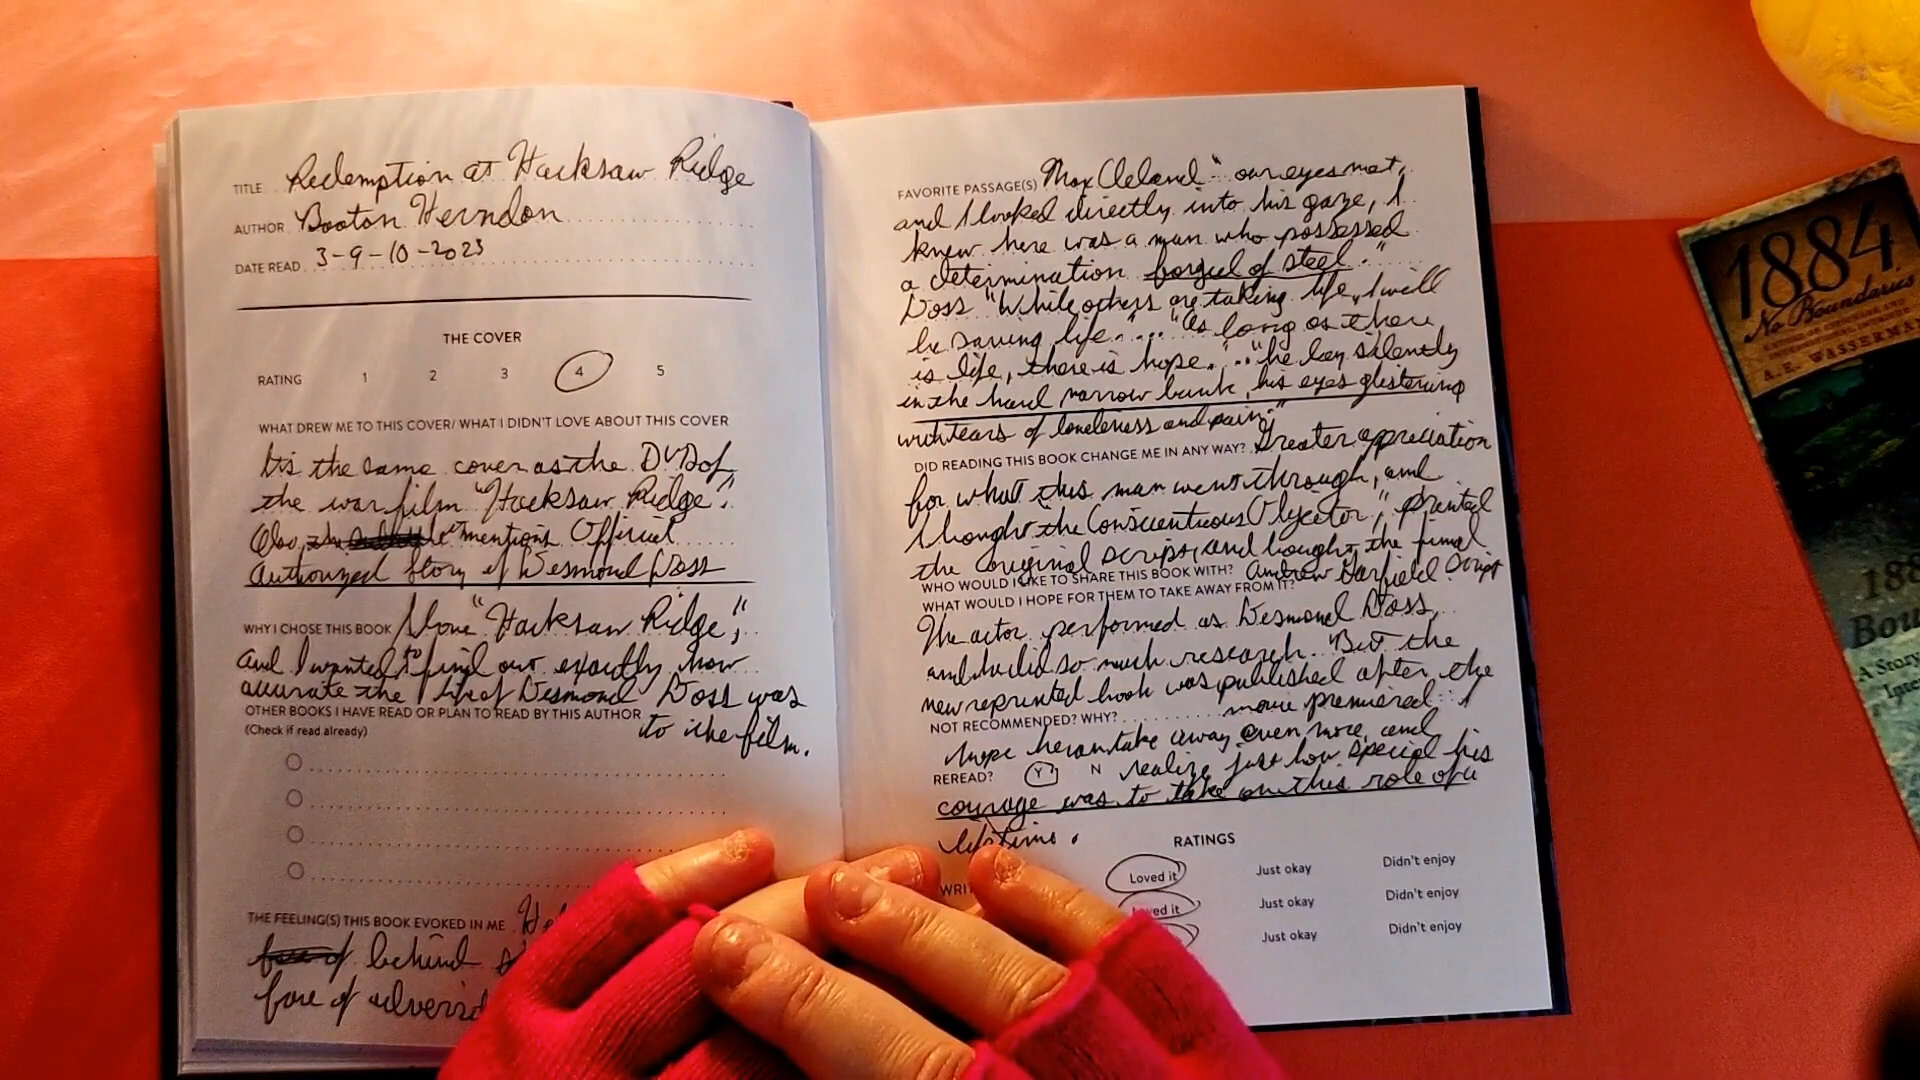 TITLE Redemption at Hacksaw Ridge
AUTHOR Booton Herndon
DATE READ 3-9-10-2023
THE COVER
RATING 1 2 3 4 5
WHAT DREW ME TO THIS COVER/ WHAT I DIDN'T LOVE ABOUT THIS COVER
It's the same cover as the DVD of
the war film "Hacksaw Ridge".
Also it mentions Official
Authorized Story of Desmond Doss
WHY I CHOSE THIS BOOK I love "Hacksaw Ridge",
and I wanted to find out exactly how
accurate the life of Desmond Doss was
to the film.
OTHER BOOKS I HAVE READ OR PLAN TO READ BY THIS AUTHOR
(Check if read already)
THE FEELING(S) THIS BOOK EVOKED IN ME
of behind
face of
FAVORITE PASSAGE(S) Max Cleland "our eyes met,
and I looked directly into his gaze, I
knew here was a man who possessed
a determination forged of steel."
Doss "While others are taking life, I will
be saving life."... "As long as there
is life, there is hope."... "he lay silently
in the hard narrow bunk, his eyes glistening
with tears of loneliness and pain."
DID READING THIS BOOK CHANGE ME IN ANY WAY? Greater appreciation
for what this man went through, and
I bought "the Conscientuous Objector", printed
the original script, and bought the final
script
WHO WOULD I LIKE TO SHARE THIS BOOK WITH? Andrew Garfield.
WHAT WOULD I HOPE FOR THEM TO TAKE AWAY FROM IT?
The actor performed as Desmond Doss,
and he did so much research. But the
new reprinted book was published after the
movie premiered. I
NOT RECOMMENDED? WHY?
hope he can take away even more, and
REREAD? Y N realize just how special his
courage was to take on this role of a
lifetime.
RATINGS
Loved it Just okay Didn't enjoy
WRIT
Loved it Just okay Didn't enjoy
Just okay Didn't enjoy
1884
No Boundaries
A.E. WASSERMAN
188
Bou
A Story